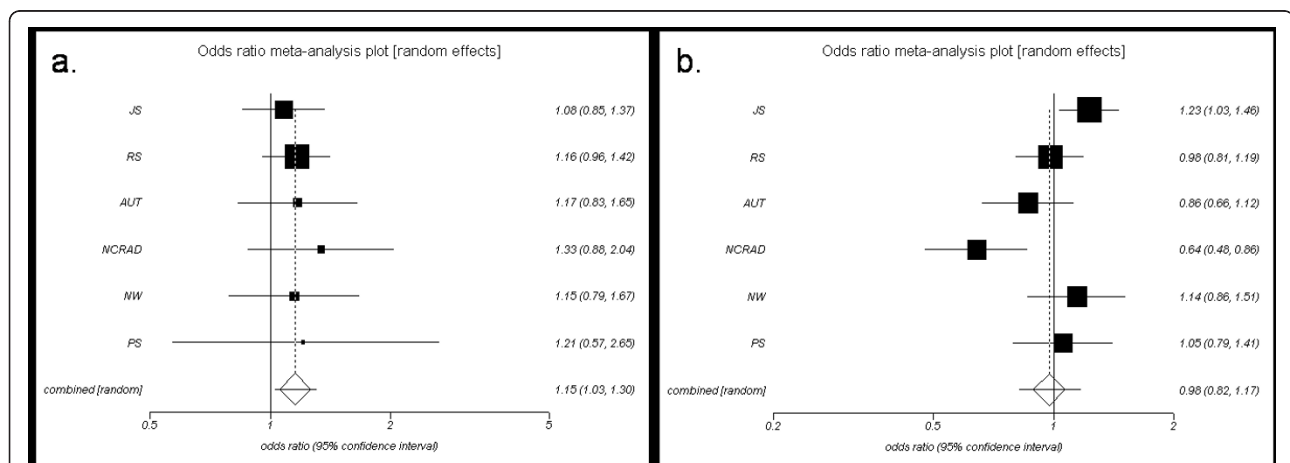 a.
Odds ratio meta-analysis plot [random effects]
JS 1.08 (0.85, 1.37)
RS 1.16 (0.96, 1.42)
AUT 1.17 (0.83, 1.65)
NCRAD 1.33 (0.88, 2.04)
NW 1.15 (0.79, 1.67)
PS 1.21 (0.57, 2.65)
combined [random] 1.15 (1.03, 1.30)
0.5 1 2 5
odds ratio (95% confidence interval)
b.
Odds ratio meta-analysis plot [random effects]
JS 1.23 (1.03, 1.46)
RS 0.98 (0.81, 1.19)
AUT 0.86 (0.66, 1.12)
NCRAD 0.64 (0.48, 0.86)
NW 1.14 (0.86, 1.51)
PS 1.05 (0.79, 1.41)
combined [random] 0.98 (0.82, 1.17)
0.2 0.5 1 2
odds ratio (95% confidence interval)